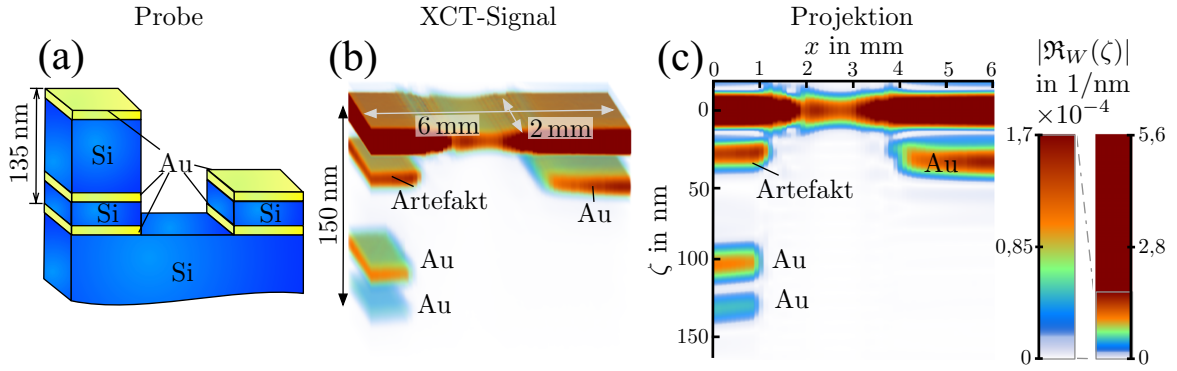 Probe
XCT-Signal
Projektion
(a)
(b)
(c)
135 nm
Si
Au
Si
Si
Si
6 mm
2 mm
150 nm
Artefakt
Au
Au
Au
x in mm
0 1 2 3 4 5 6
ζ in nm
0
50
100
150
Artefakt
Au
Au
Au
|ℜ_W(ζ)|
in 1/nm
×10⁻⁴
1,7
0,85
0
5,6
2,8
0